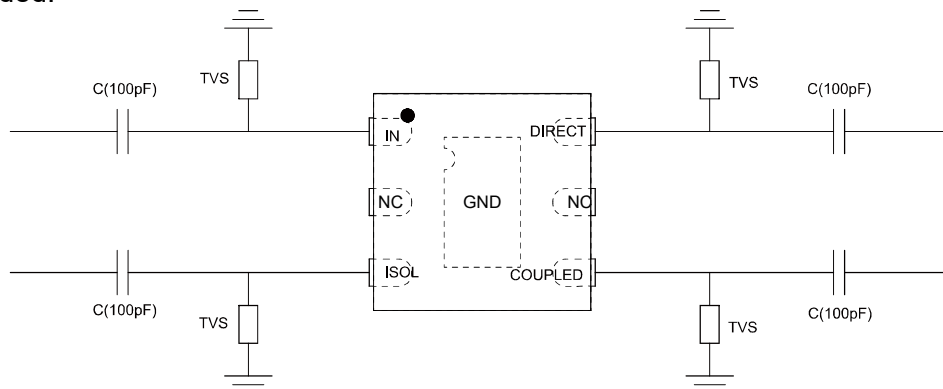 TVS
TVS
C(100pF)
C(100pF)
IN
DIRECT
NC
GND
NC
ISOL
COUPLED
C(100pF)
C(100pF)
TVS
TVS